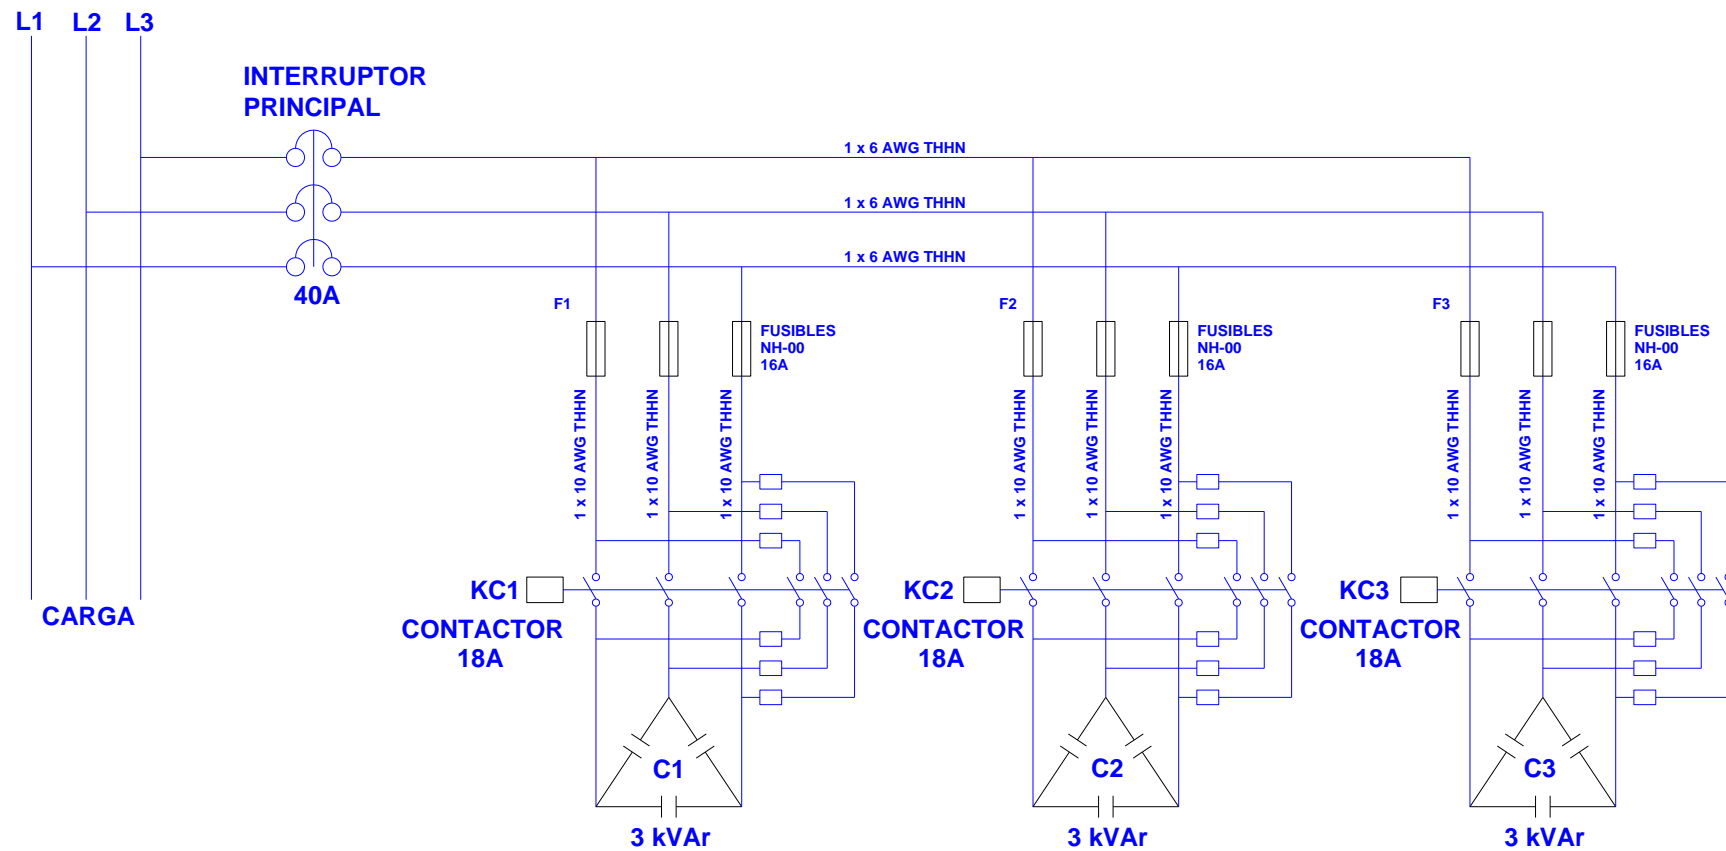 L1 L2 L3
INTERRUPTOR
PRINCIPAL
1 x 6 AWG THHN
1 x 6 AWG THHN
1 x 6 AWG THHN
40A
F1
FUSIBLES
NH-00
16A
F2
FUSIBLES
NH-00
16A
F3
FUSIBLES
NH-00
16A
1 x 10 AWG THHN
1 x 10 AWG THHN
1 x 10 AWG THHN
1 x 10 AWG THHN
1 x 10 AWG THHN
1 x 10 AWG THHN
1 x 10 AWG THHN
1 x 10 AWG THHN
1 x 10 AWG THHN
CARGA
KC1
CONTACTOR
18A
KC2
CONTACTOR
18A
KC3
CONTACTOR
18A
C1
3 kVAr
C2
3 kVAr
C3
3 kVAr